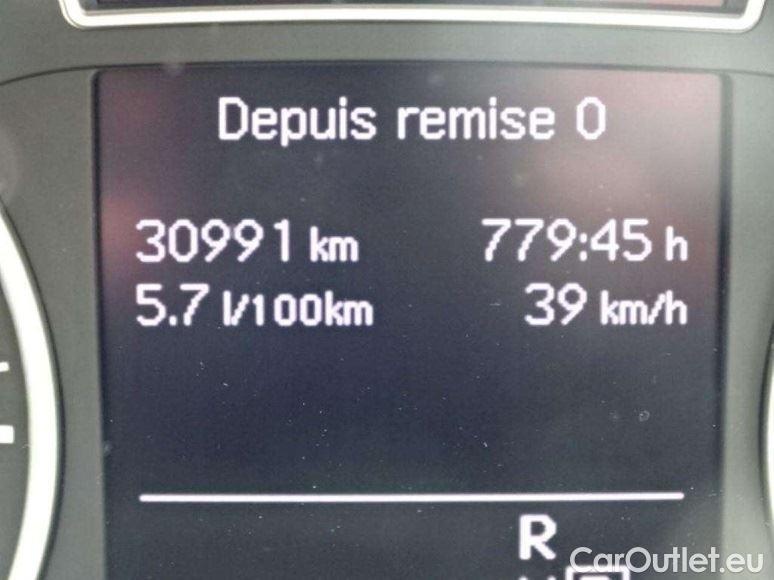 Depuis remise 0
30991 km 779:45 h
5.7 l/100km 39 km/h
R
CarOutlet.eu